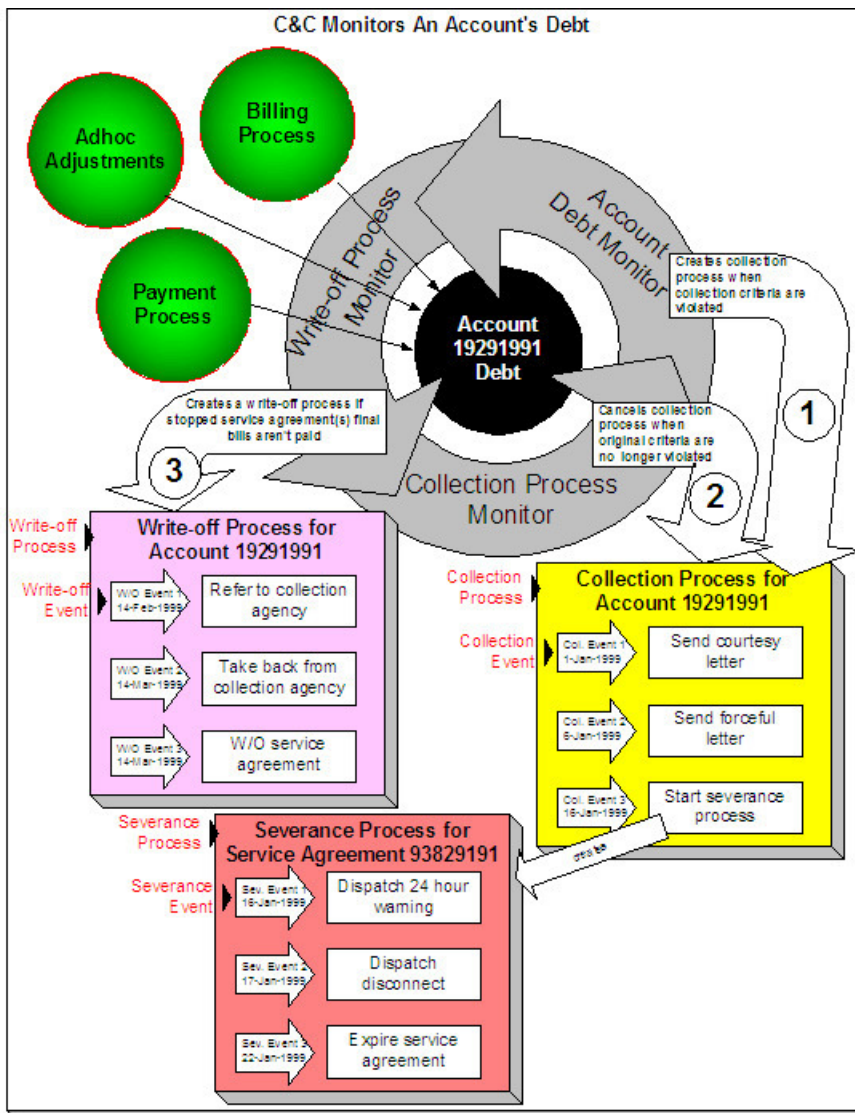 C&C Monitors An Account's Debt
Billing
Process
Adhoc
Adjustments
Payment
Process
Write-off Process
Monitor
Account
Debt Monitor
Collection Process
Monitor
Account
19291991
Debt
Creates collection
process when
collection criteria are
violated
1
Cancels collection
process when
original criteria are
no longer violated
2
Creates a write-off process if
stopped service agreement(s) final
bills aren't paid
3
Write-off
Process
Write-off Process for
Account 19291991
Write-off
Event
W/O Event 1
14-Feb-1999
Refer to collection
agency
W/O Event 2
14-Mar-1999
Take back from
collection agency
W/O Event 3
14-Mar-1999
W/O service
agreement
Collection
Process
Collection Process for
Account 19291991
Collection
Event
Col. Event 1
1-Jan-1999
Send courtesy
letter
Col. Event 2
6-Jan-1999
Send forceful
letter
Col. Event 3
16-Jan-1999
Start severance
process
Severance
Process
Severance Process for
Service Agreement 93829191
Severance
Event
Sev. Event 1
16-Jan-1999
Dispatch 24 hour
warning
Sev. Event 2
17-Jan-1999
Dispatch
disconnect
Sev. Event 3
22-Jan-1999
Expire service
agreement